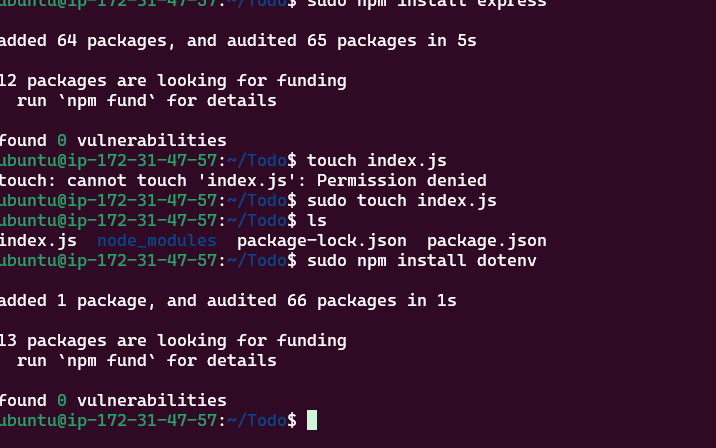 ubuntu@ip-172-31-47-57:~/Todo$ sudo npm install express
added 64 packages, and audited 65 packages in 5s
12 packages are looking for funding
  run `npm fund` for details
found 0 vulnerabilities
ubuntu@ip-172-31-47-57:~/Todo$ touch index.js
touch: cannot touch 'index.js': Permission denied
ubuntu@ip-172-31-47-57:~/Todo$ sudo touch index.js
ubuntu@ip-172-31-47-57:~/Todo$ ls
index.js  node_modules  package-lock.json  package.json
ubuntu@ip-172-31-47-57:~/Todo$ sudo npm install dotenv
added 1 package, and audited 66 packages in 1s
13 packages are looking for funding
  run `npm fund` for details
found 0 vulnerabilities
ubuntu@ip-172-31-47-57:~/Todo$